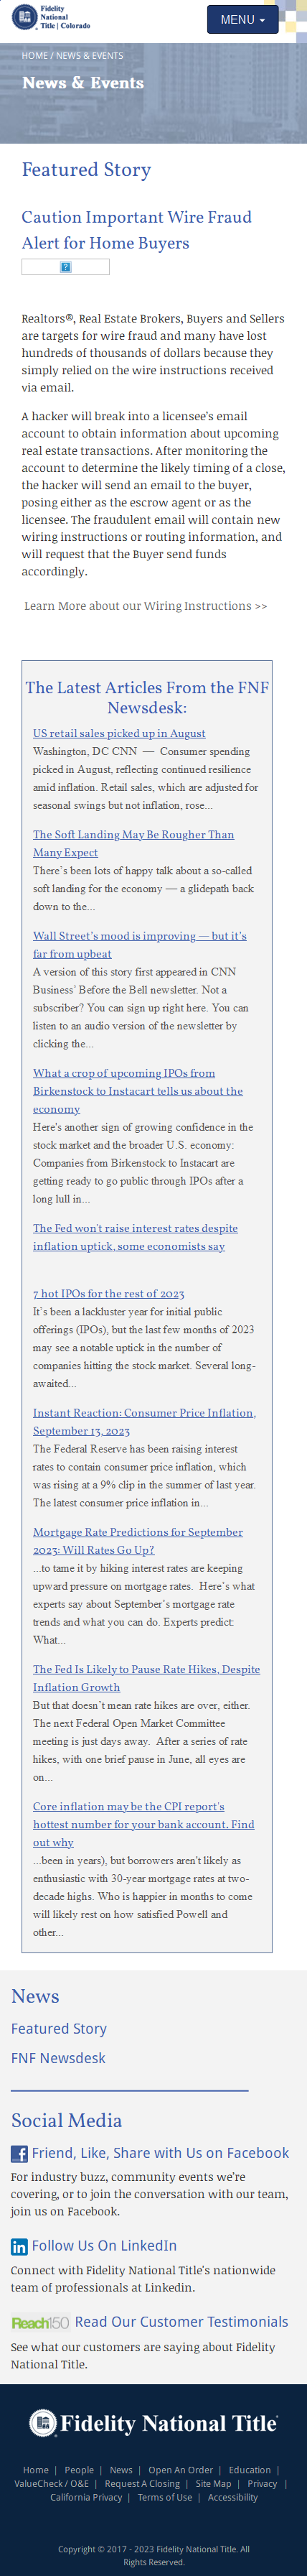 Fidelity
National
Title | Colorado
MENU
HOME / NEWS & EVENTS
News & Events
Featured Story
Caution Important Wire Fraud
Alert for Home Buyers
Realtors®, Real Estate Brokers, Buyers and Sellers
are targets for wire fraud and many have lost
hundreds of thousands of dollars because they
simply relied on the wire instructions received
via email.
A hacker will break into a licensee's email
account to obtain information about upcoming
real estate transactions. After monitoring the
account to determine the likely timing of a close,
the hacker will send an email to the buyer,
posing either as the escrow agent or as the
licensee. The fraudulent email will contain new
wiring instructions or routing information, and
will request that the Buyer send funds
accordingly.
Learn More about our Wiring Instructions >>
The Latest Articles From the FNF
Newsdesk:
US retail sales picked up in August
Washington, DC CNN — Consumer spending
picked in August, reflecting continued resilience
amid inflation. Retail sales, which are adjusted for
seasonal swings but not inflation, rose...
The Soft Landing May Be Rougher Than
Many Expect
There's been lots of happy talk about a so-called
soft landing for the economy — a glidepath back
down to the...
Wall Street's mood is improving — but it's
far from upbeat
A version of this story first appeared in CNN
Business' Before the Bell newsletter. Not a
subscriber? You can sign up right here. You can
listen to an audio version of the newsletter by
clicking the...
What a crop of upcoming IPOs from
Birkenstock to Instacart tells us about the
economy
Here's another sign of growing confidence in the
stock market and the broader U.S. economy:
Companies from Birkenstock to Instacart are
getting ready to go public through IPOs after a
long lull in...
The Fed won't raise interest rates despite
inflation uptick, some economists say
7 hot IPOs for the rest of 2023
It's been a lackluster year for initial public
offerings (IPOs), but the last few months of 2023
may see a notable uptick in the number of
companies hitting the stock market. Several long-
awaited...
Instant Reaction: Consumer Price Inflation,
September 13, 2023
The Federal Reserve has been raising interest
rates to contain consumer price inflation, which
was rising at a 9% clip in the summer of last year.
The latest consumer price inflation in...
Mortgage Rate Predictions for September
2023: Will Rates Go Up?
...to tame it by hiking interest rates are keeping
upward pressure on mortgage rates. Here's what
experts say about September's mortgage rate
trends and what you can do. Experts predict:
What...
The Fed Is Likely to Pause Rate Hikes, Despite
Inflation Growth
But that doesn't mean rate hikes are over, either.
The next Federal Open Market Committee
meeting is just days away. After a series of rate
hikes, with one brief pause in June, all eyes are
on...
Core inflation may be the CPI report's
hottest number for your bank account. Find
out why
...been in years), but borrowers aren't likely as
enthusiastic with 30-year mortgage rates at two-
decade highs. Who is happier in months to come
will likely rest on how satisfied Powell and
other...
News
Featured Story
FNF Newsdesk
Social Media
Friend, Like, Share with Us on Facebook
For industry buzz, community events we're
covering, or to join the conversation with our team,
join us on Facebook.
Follow Us On LinkedIn
Connect with Fidelity National Title's nationwide
team of professionals at Linkedin.
Reach150 Read Our Customer Testimonials
See what our customers are saying about Fidelity
National Title.
Fidelity National Title®
Home | People | News | Open An Order | Education |
ValueCheck / O&E | Request A Closing | Site Map | Privacy |
California Privacy | Terms of Use | Accessibility
Copyright © 2017 - 2023 Fidelity National Title. All
Rights Reserved.